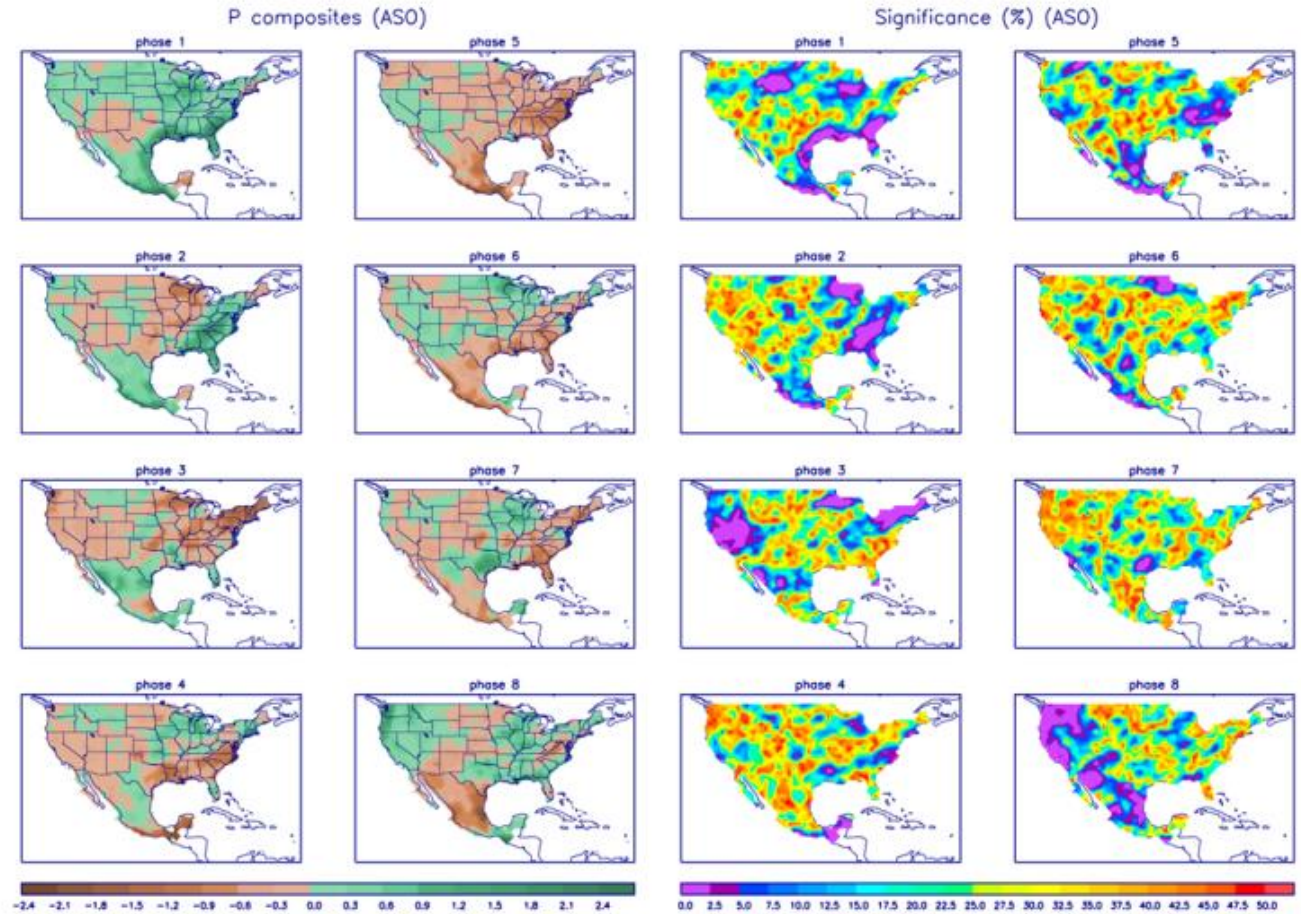 P composites (ASO) Significance (%) (ASO)
phase 1 phase 5 phase 1 phase 5
phase 2 phase 6 phase 2 phase 6
phase 3 phase 7 phase 3 phase 7
phase 4 phase 8 phase 4 phase 8
-2.4 -2.1 -1.8 -1.5 -1.2 -0.9 -0.6 -0.3 0.0 0.3 0.6 0.9 1.2 1.5 1.8 2.1 2.4 0.0 2.5 5.0 7.5 10.0 12.5 15.0 17.5 20.0 22.5 25.0 27.5 30.0 32.5 35.0 37.5 40.0 42.5 45.0 47.5 50.0